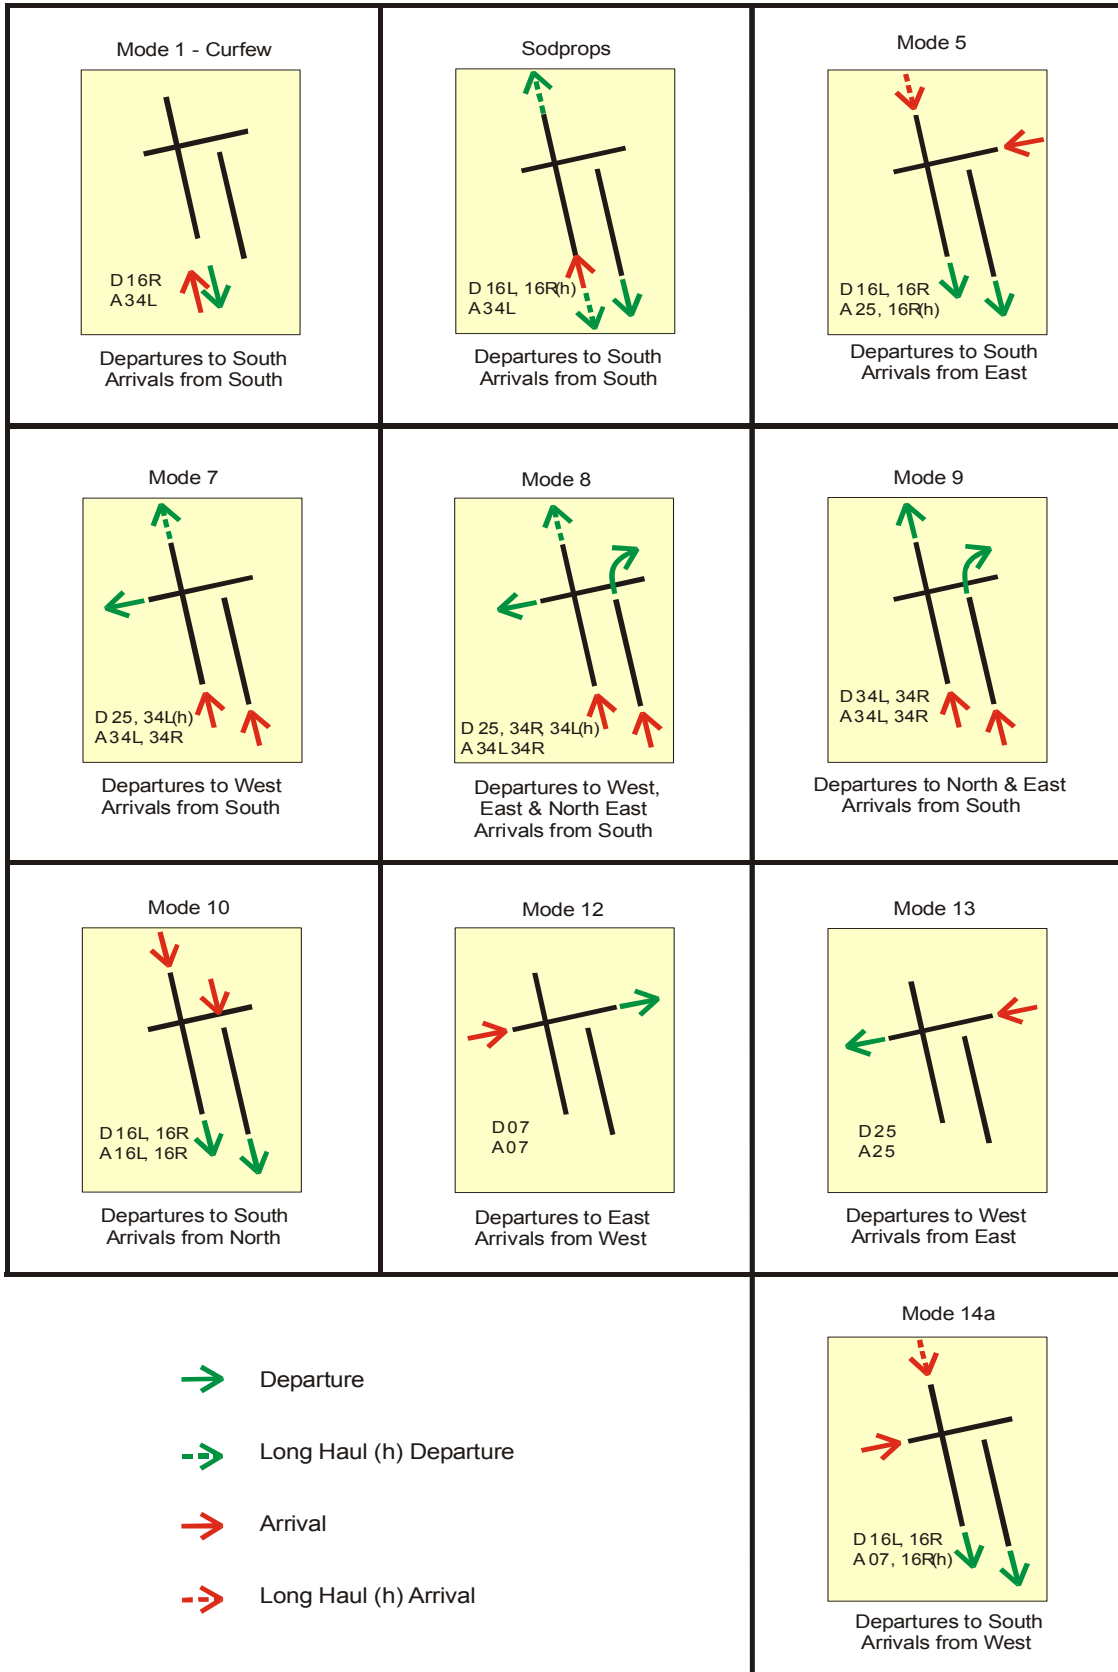 Mode 1 - Curfew
D 16R
A 34L
Departures to South
Arrivals from South
Sodprops
D 16L, 16R(h)
A 34L
Departures to South
Arrivals from South
Mode 5
D 16L, 16R
A 25, 16R(h)
Departures to South
Arrivals from East
Mode 7
D 25, 34L(h)
A 34L, 34R
Departures to West
Arrivals from South
Mode 8
D 25, 34R, 34L(h)
A 34L 34R
Departures to West,
East & North East
Arrivals from South
Mode 9
D 34L, 34R
A 34L, 34R
Departures to North & East
Arrivals from South
Mode 10
D 16L, 16R
A 16L, 16R
Departures to South
Arrivals from North
Mode 12
D 07
A 07
Departures to East
Arrivals from West
Mode 13
D 25
A 25
Departures to West
Arrivals from East
Departure
Long Haul (h) Departure
Arrival
Long Haul (h) Arrival
Mode 14a
D 16L, 16R
A 07, 16R(h)
Departures to South
Arrivals from West